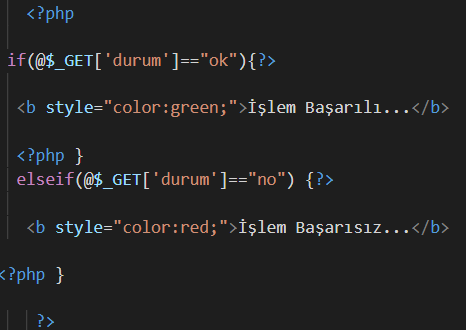 <?php
if(@$_GET['durum']=="ok"){?>
<b style="color:green;">İşlem Başarılı...</b>
<?php }
elseif(@$_GET['durum']=="no") {?>
<b style="color:red;">İşlem Başarısız...</b>
<?php }
?>